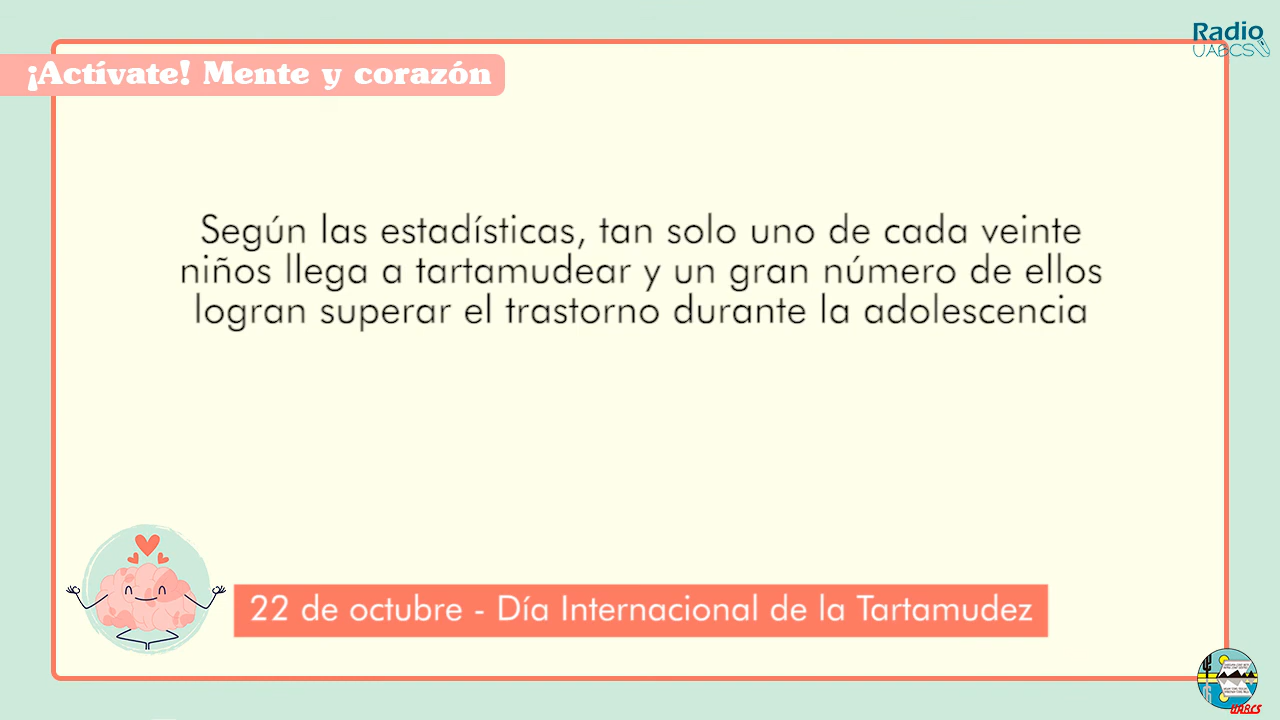 Radio
UABCS
¡Actívate! Mente y corazón
Según las estadísticas, tan solo uno de cada veinte
niños llega a tartamudear y un gran número de ellos
logran superar el trastorno durante la adolescencia
22 de octubre - Día Internacional de la Tartamudez
UABCS